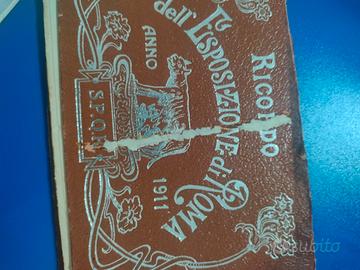 RICORDO
dell'ESPOSIZIONE di ROMA
ANNO 1911
S.P.Q.R.
subito